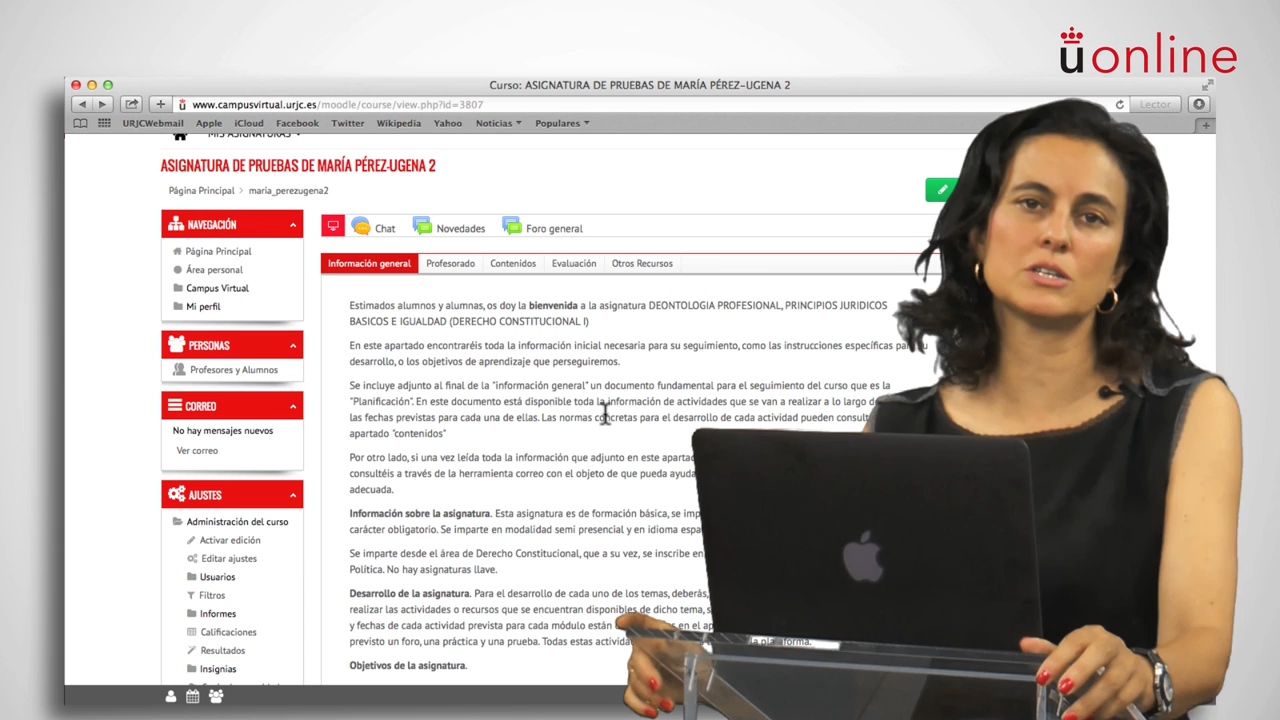 uonline
Curso: ASIGNATURA DE PRUEBAS DE MARÍA PÉREZ-UGENA 2
www.campusvirtual.urjc.es/moodle/course/view.php?id=3807
Lector
URJCWebmail Apple iCloud Facebook Twitter Wikipedia Yahoo Noticias Populares
MIS ASIGNATURAS
ASIGNATURA DE PRUEBAS DE MARÍA PÉREZ-UGENA 2
Página Principal > maria_perezugena2
NAVEGACIÓN
Página Principal
Área personal
Campus Virtual
Mi perfil
PERSONAS
Profesores y Alumnos
CORREO
No hay mensajes nuevos
Ver correo
AJUSTES
Administración del curso
Activar edición
Editar ajustes
Usuarios
Filtros
Informes
Calificaciones
Resultados
Insignias
Chat Novedades Foro general
Información general Profesorado Contenidos Evaluación Otros Recursos
Estimados alumnos y alumnas, os doy la bienvenida a la asignatura DEONTOLOGIA PROFESIONAL, PRINCIPIOS JURIDICOS
BASICOS E IGUALDAD (DERECHO CONSTITUCIONAL I)
En este apartado encontraréis toda la información inicial necesaria para su seguimiento, como las instrucciones específicas para su
desarrollo, o los objetivos de aprendizaje que perseguiremos.
Se incluye adjunto al final de la "información general" un documento fundamental para el seguimiento del curso que es la
"Planificación". En este documento está disponible toda la información de actividades que se van a realizar a lo largo de
las fechas previstas para cada una de ellas. Las normas concretas para el desarrollo de cada actividad pueden
apartado "contenidos"
Por otro lado, si una vez leída toda la información que adjunto en este
consultéis a través de la herramienta correo con el objeto de que pueda
adecuada.
Información sobre la asignatura. Esta asignatura es de formación básica, se
carácter obligatorio. Se imparte en modalidad semi presencial y en idioma
Se imparte desde el área de Derecho Constitucional, que a su vez, se inscribe en
Política. No hay asignaturas llave.
Desarrollo de la asignatura. Para el desarrollo de cada uno de los temas, deberás,
realizar las actividades o recursos que se encuentran disponibles de dicho tema,
y fechas de cada actividad prevista para cada módulo están en el
previsto un foro, una práctica y una prueba. Todas estas la plataforma.
Objetivos de la asignatura.